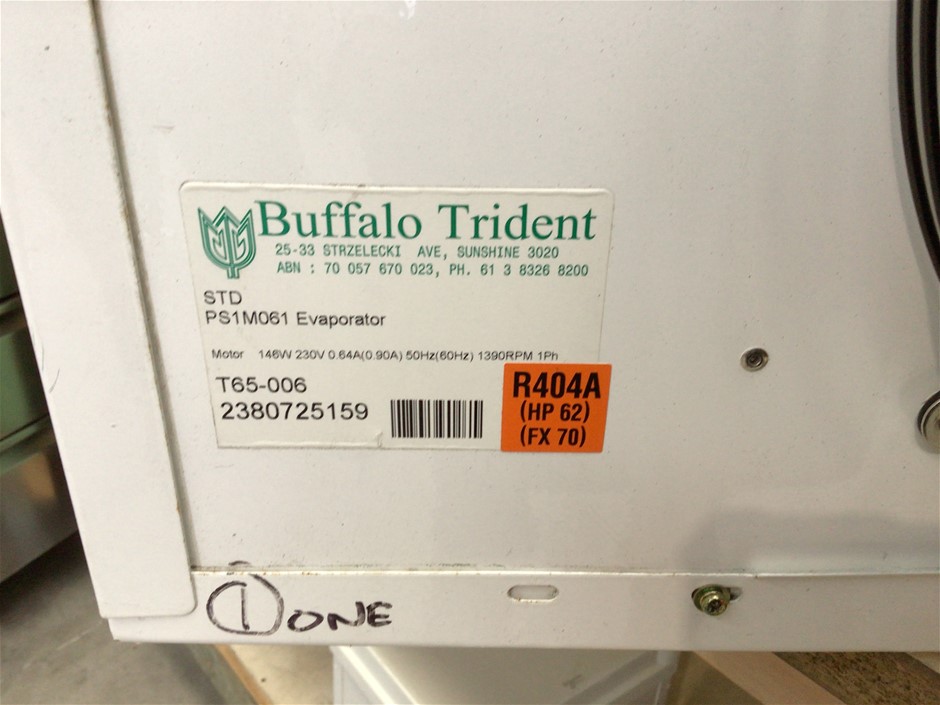 Buffalo Trident
25-33 STRZELECKI AVE, SUNSHINE 3020
ABN : 70 057 670 023, PH. 61 3 8326 8200
STD
PS1M061 Evaporator
Motor 146W 230V 0.64A(0.90A) 50Hz(60Hz) 1390RPM 1Ph
T65-006
2380725159
R404A
(HP 62)
(FX 70)
1 ONE